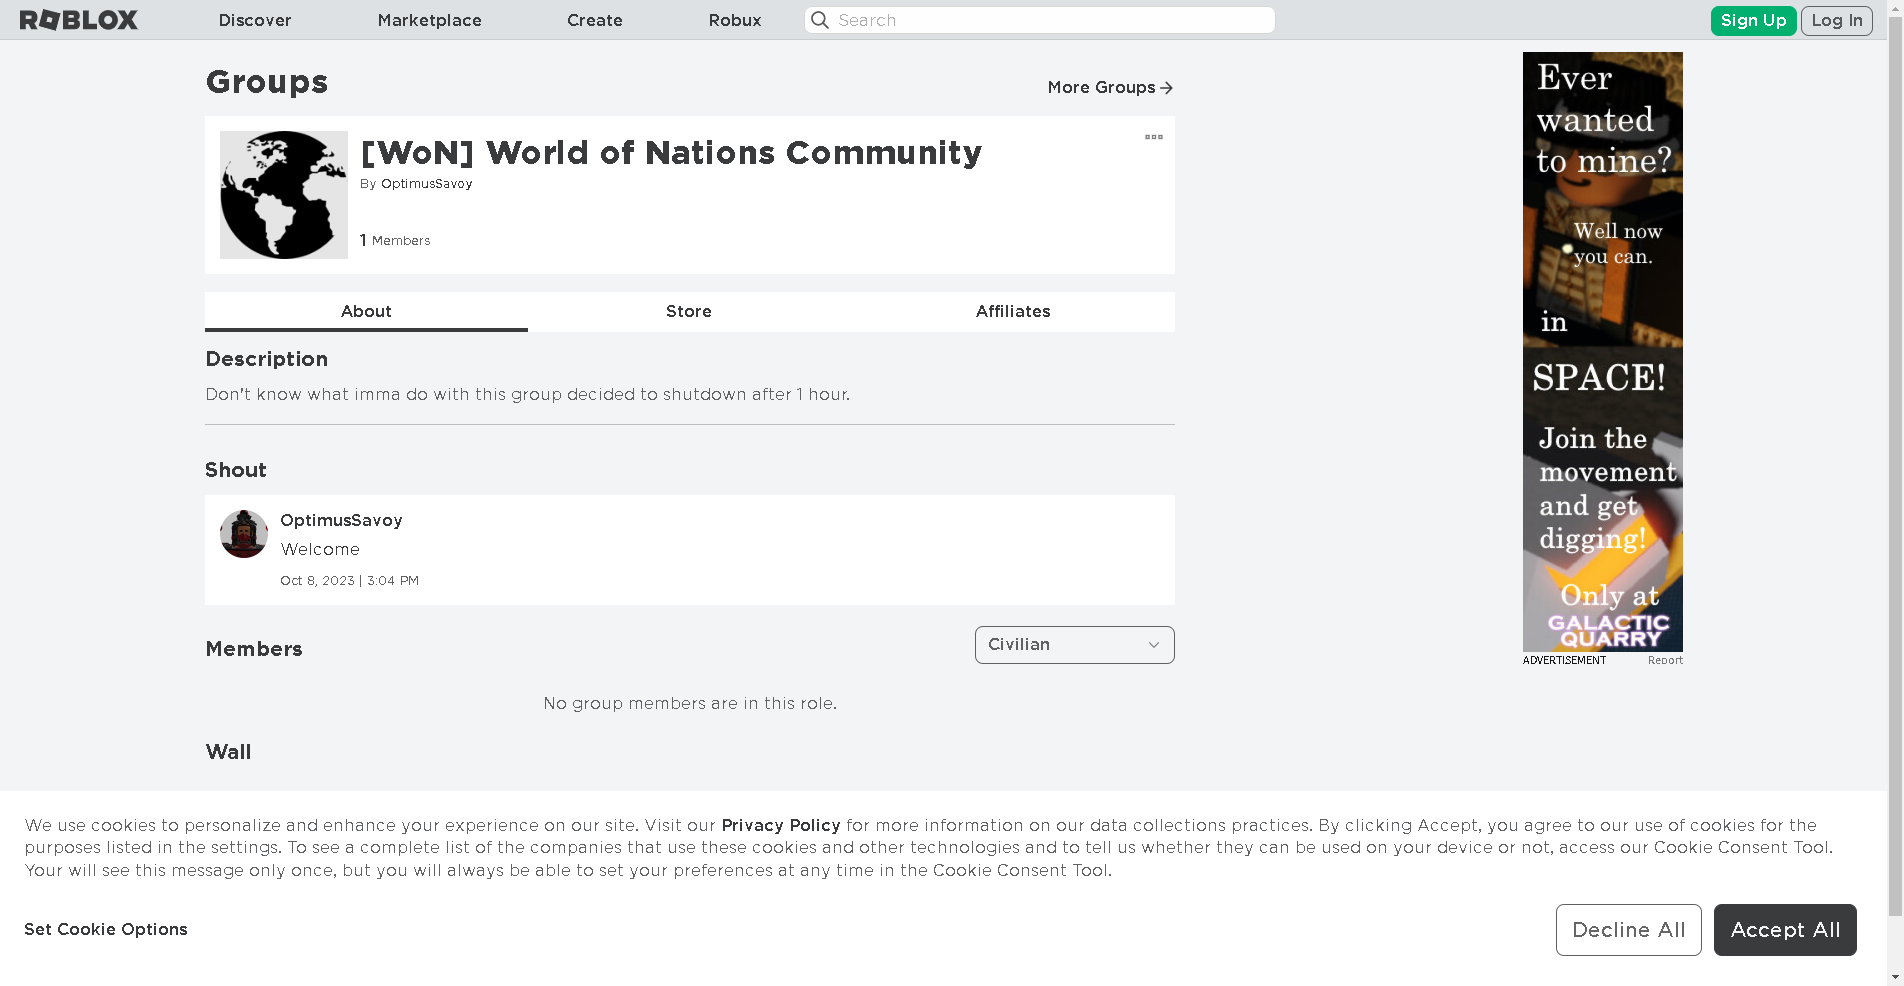 ROBLOX
Discover
Marketplace
Create
Robux
Search
Sign Up
Log In
Groups
More Groups
[WoN] World of Nations Community
By OptimusSavoy
1 Members
About
Store
Affiliates
Description
Don't know what imma do with this group decided to shutdown after 1 hour.
Shout
OptimusSavoy
Welcome
Oct 8, 2023 | 3:04 PM
Members
Civilian
No group members are in this role.
Wall
Ever
wanted
to mine?
Well now
you can.
in
SPACE!
Join the
movement
and get
digging!
Only at
GALACTIC
QUARRY
ADVERTISEMENT
Report
We use cookies to personalize and enhance your experience on our site. Visit our Privacy Policy for more information on our data collections practices. By clicking Accept, you agree to our use of cookies for the
purposes listed in the settings. To see a complete list of the companies that use these cookies and other technologies and to tell us whether they can be used on your device or not, access our Cookie Consent Tool.
Your will see this message only once, but you will always be able to set your preferences at any time in the Cookie Consent Tool.
Set Cookie Options
Decline All
Accept All